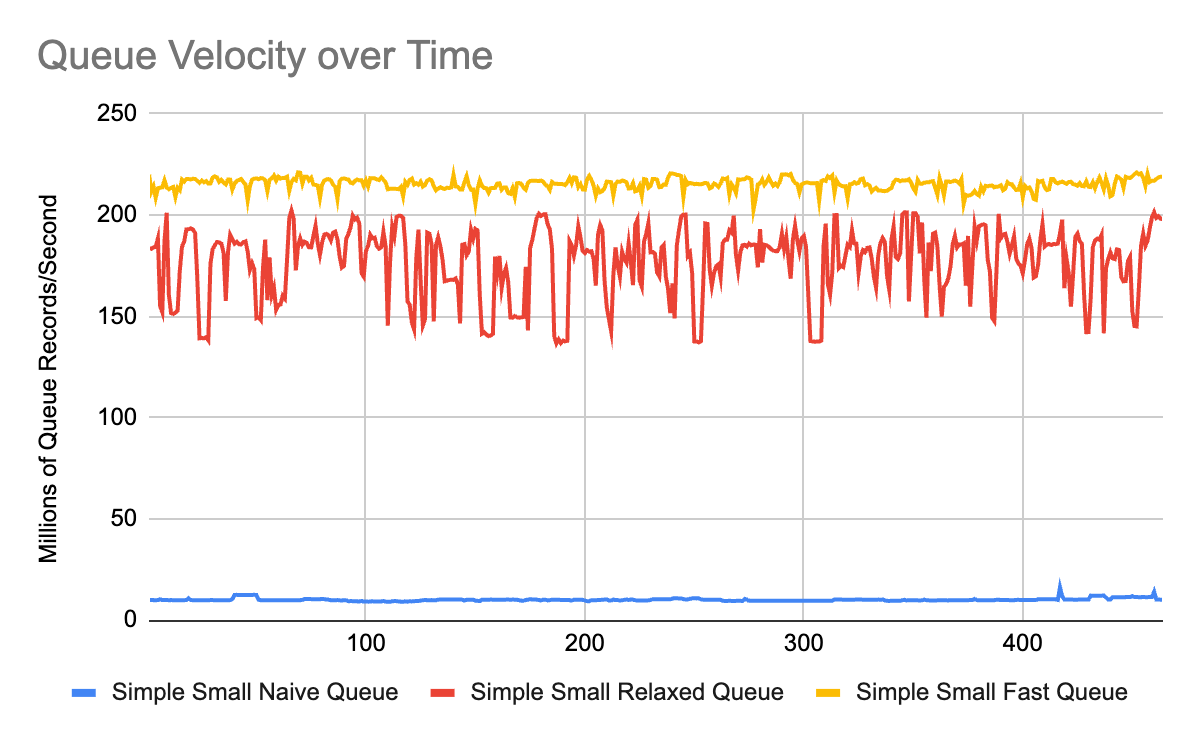 Queue Velocity over Time
Millions of Queue Records/Second
250
200
150
100
50
0
100 200 300 400
Simple Small Naive Queue Simple Small Relaxed Queue Simple Small Fast Queue